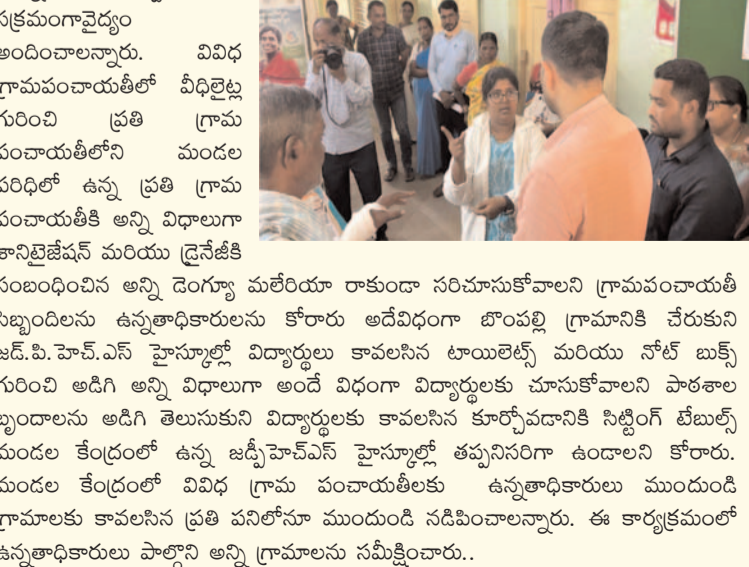 సక్రమంగావైద్యం
అందించాలన్నారు. వివిధ
గ్రామపంచాయతీలో వీధిలైట్ల
గురించి ప్రతి గ్రామ
పంచాయతీలోని మండల
పరిధిలో ఉన్న ప్రతి గ్రామ
పంచాయతీకి అన్ని విధాలుగా
శానిటైజేషన్ మరియు డ్రైనేజీకి
సంబంధించిన అన్ని డెంగ్యూ మలేరియా రాకుండా సరిచూసుకోవాలని గ్రామపంచాయతీ
సిబ్బందిలను ఉన్నతాధికారులను కోరారు అదేవిధంగా బొంపల్లి గ్రామానికి చేరుకుని
జడ్.పి.హెచ్.ఎస్ హైస్కూల్లో విద్యార్థులు కావలసిన టాయిలెట్స్ మరియు నోట్ బుక్స్
గురించి అడిగి అన్ని విధాలుగా అందే విధంగా విద్యార్థులకు చూసుకోవాలని పాఠశాల
బృందాలను అడిగి తెలుసుకుని విద్యార్థులకు కావలసిన కూర్చోవడానికి సిట్టింగ్ టేబుల్స్
మండల కేంద్రంలో ఉన్న జడ్పీహెచ్ఎస్ హైస్కూల్లో తప్పనిసరిగా ఉండాలని కోరారు.
మండల కేంద్రంలో వివిధ గ్రామ పంచాయతీలకు ఉన్నతాధికారులు ముందుండి
గ్రామాలకు కావలసిన ప్రతి పనిలోనూ ముందుండి నడిపించాలన్నారు. ఈ కార్యక్రమంలో
ఉన్నతాధికారులు పాల్గొని అన్ని గ్రామాలను సమీక్షించారు..